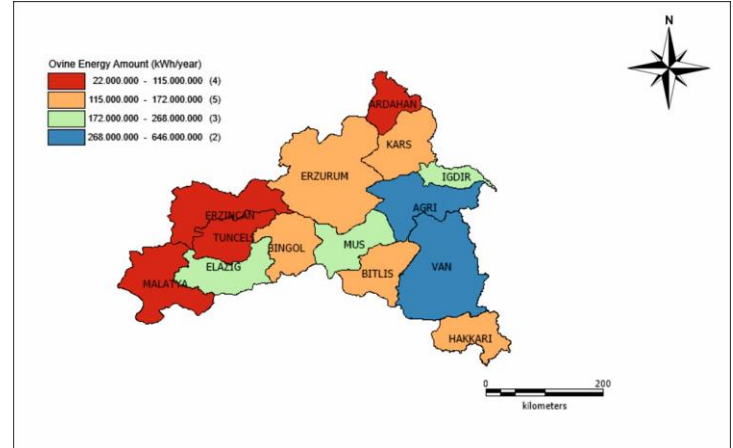 N
Ovine Energy Amount (kWh/year)
22.000.000 - 115.000.000 (4)
115.000.000 - 172.000.000 (5)
172.000.000 - 268.000.000 (3)
268.000.000 - 646.000.000 (2)
ARDAHAN
KARS
IGDIR
ERZURUM
AGRI
ERZINCAN
TUNCELI
BINGOL
MUS
ELAZIG
VAN
BITLIS
MALATYA
HAKKARI
0 200
kilometers